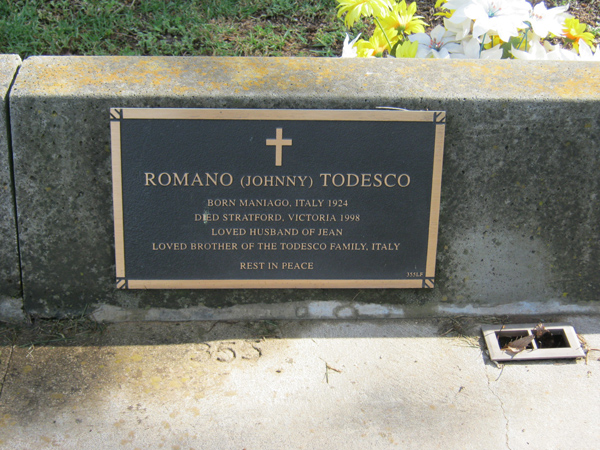 ROMANO (JOHNNY) TODESCO
BORN MANIAGO, ITALY 1924
DIED STRATFORD, VICTORIA 1998
LOVED HUSBAND OF JEAN
LOVED BROTHER OF THE TODESCO FAMILY, ITALY
REST IN PEACE
355LP
355